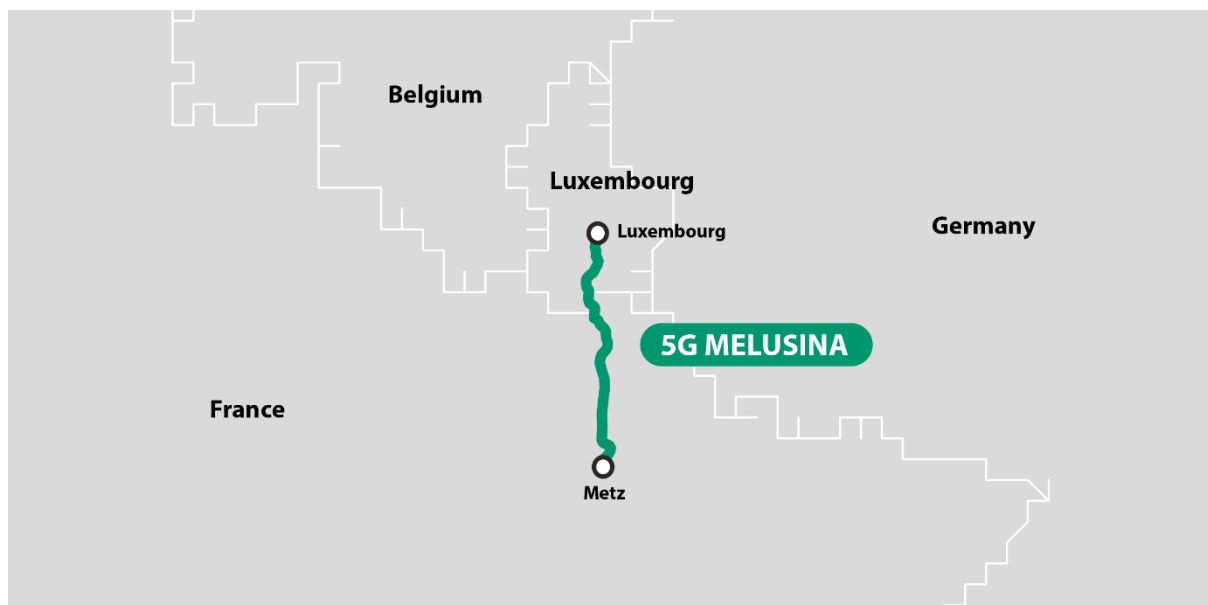 Belgium
Luxembourg
Luxembourg
Germany
5G MELUSINA
France
Metz